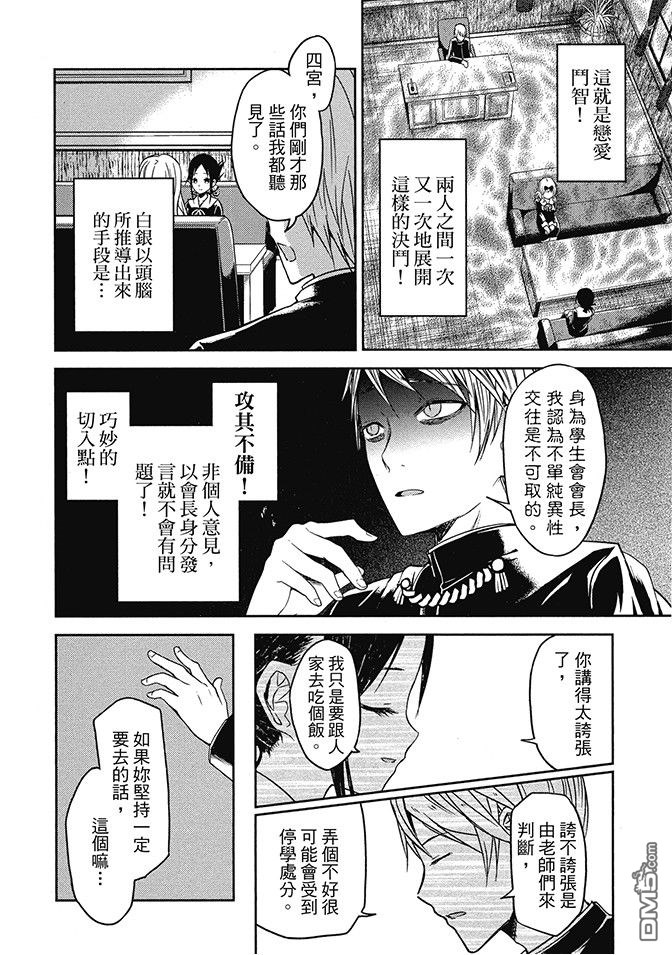 這就是戀愛
鬥智！
兩人之間一次
又一次地展開
這樣的決鬥！
四宮，
你們剛才那
些話我都聽
見了。
白銀以頭腦
所推導出來
的手段是…
身為學生會會長，
我認為不單純異性
交往是不可取的。
攻其不備！
非個人意見，
以會長身分發
言就不會有問
題了！
巧妙的
切入點！
你講得太誇張
了，
我只是要跟人
家去吃個飯。
誇不誇張是
由老師們來
判斷，
弄個不好很
可能會受到
停學處分。
如果妳堅持一定
要去的話，
這個嘛…
DM5.com